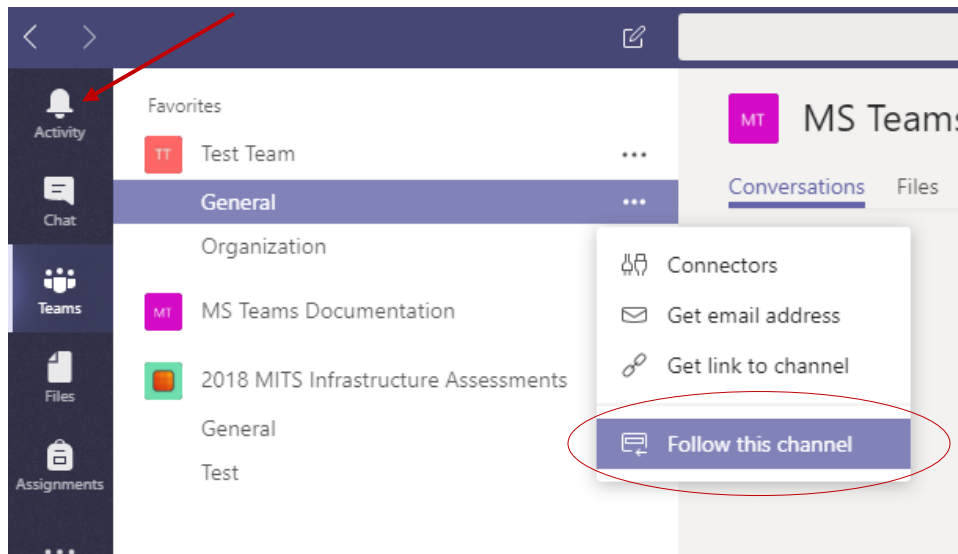 Activity
Chat
Teams
Files
Assignments
Favorites
TT Test Team
General
Organization
MT MS Teams Documentation
2018 MITS Infrastructure Assessments
General
Test
MT MS Teams
Conversations Files
Connectors
Get email address
Get link to channel
Follow this channel